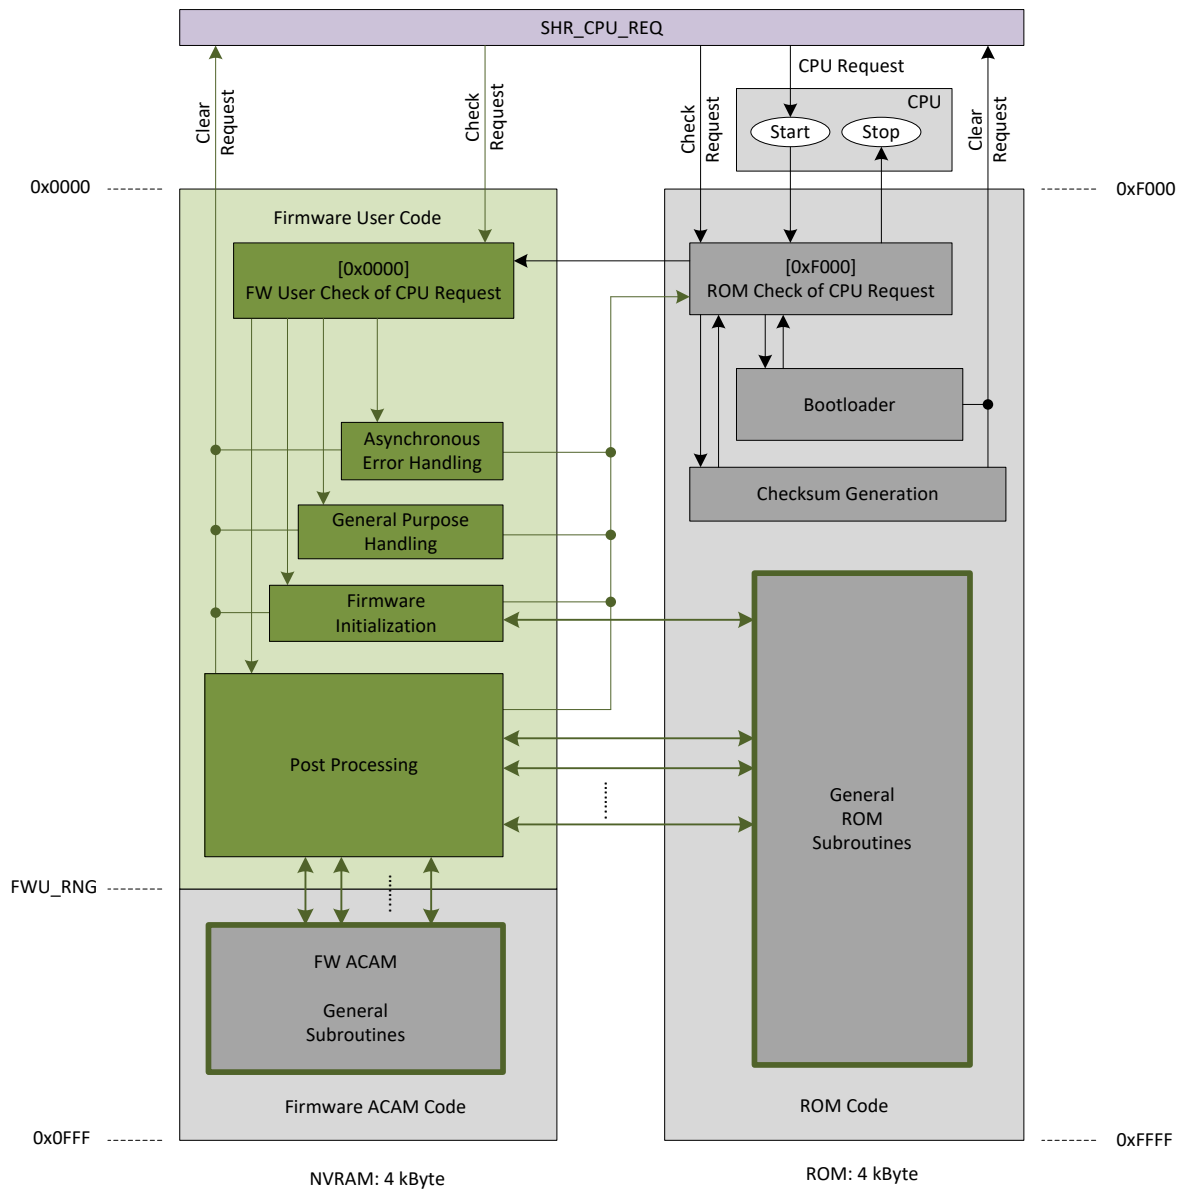 SHR_CPU_REQ
Clear
Request
Check
Request
Check
Request
CPU Request
CPU
Start
Stop
Clear
Request
0x0000
0xF000
Firmware User Code
[0x0000]
FW User Check of CPU Request
[0xF000]
ROM Check of CPU Request
Bootloader
Asynchronous
Error Handling
Checksum Generation
General Purpose
Handling
Firmware
Initialization
Post Processing
General
ROM
Subroutines
FWU_RNG
FW ACAM
General
Subroutines
Firmware ACAM Code
ROM Code
0x0FFF
0xFFFF
NVRAM: 4 kByte
ROM: 4 kByte